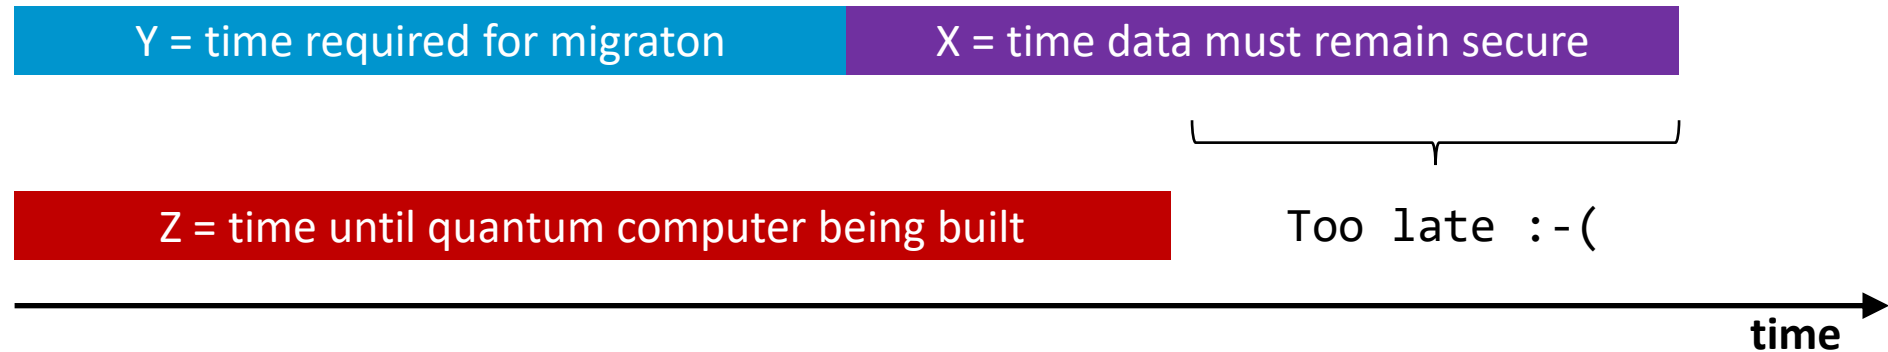 Y = time required for migraton
X = time data must remain secure
Z = time until quantum computer being built
Too late :-(
time